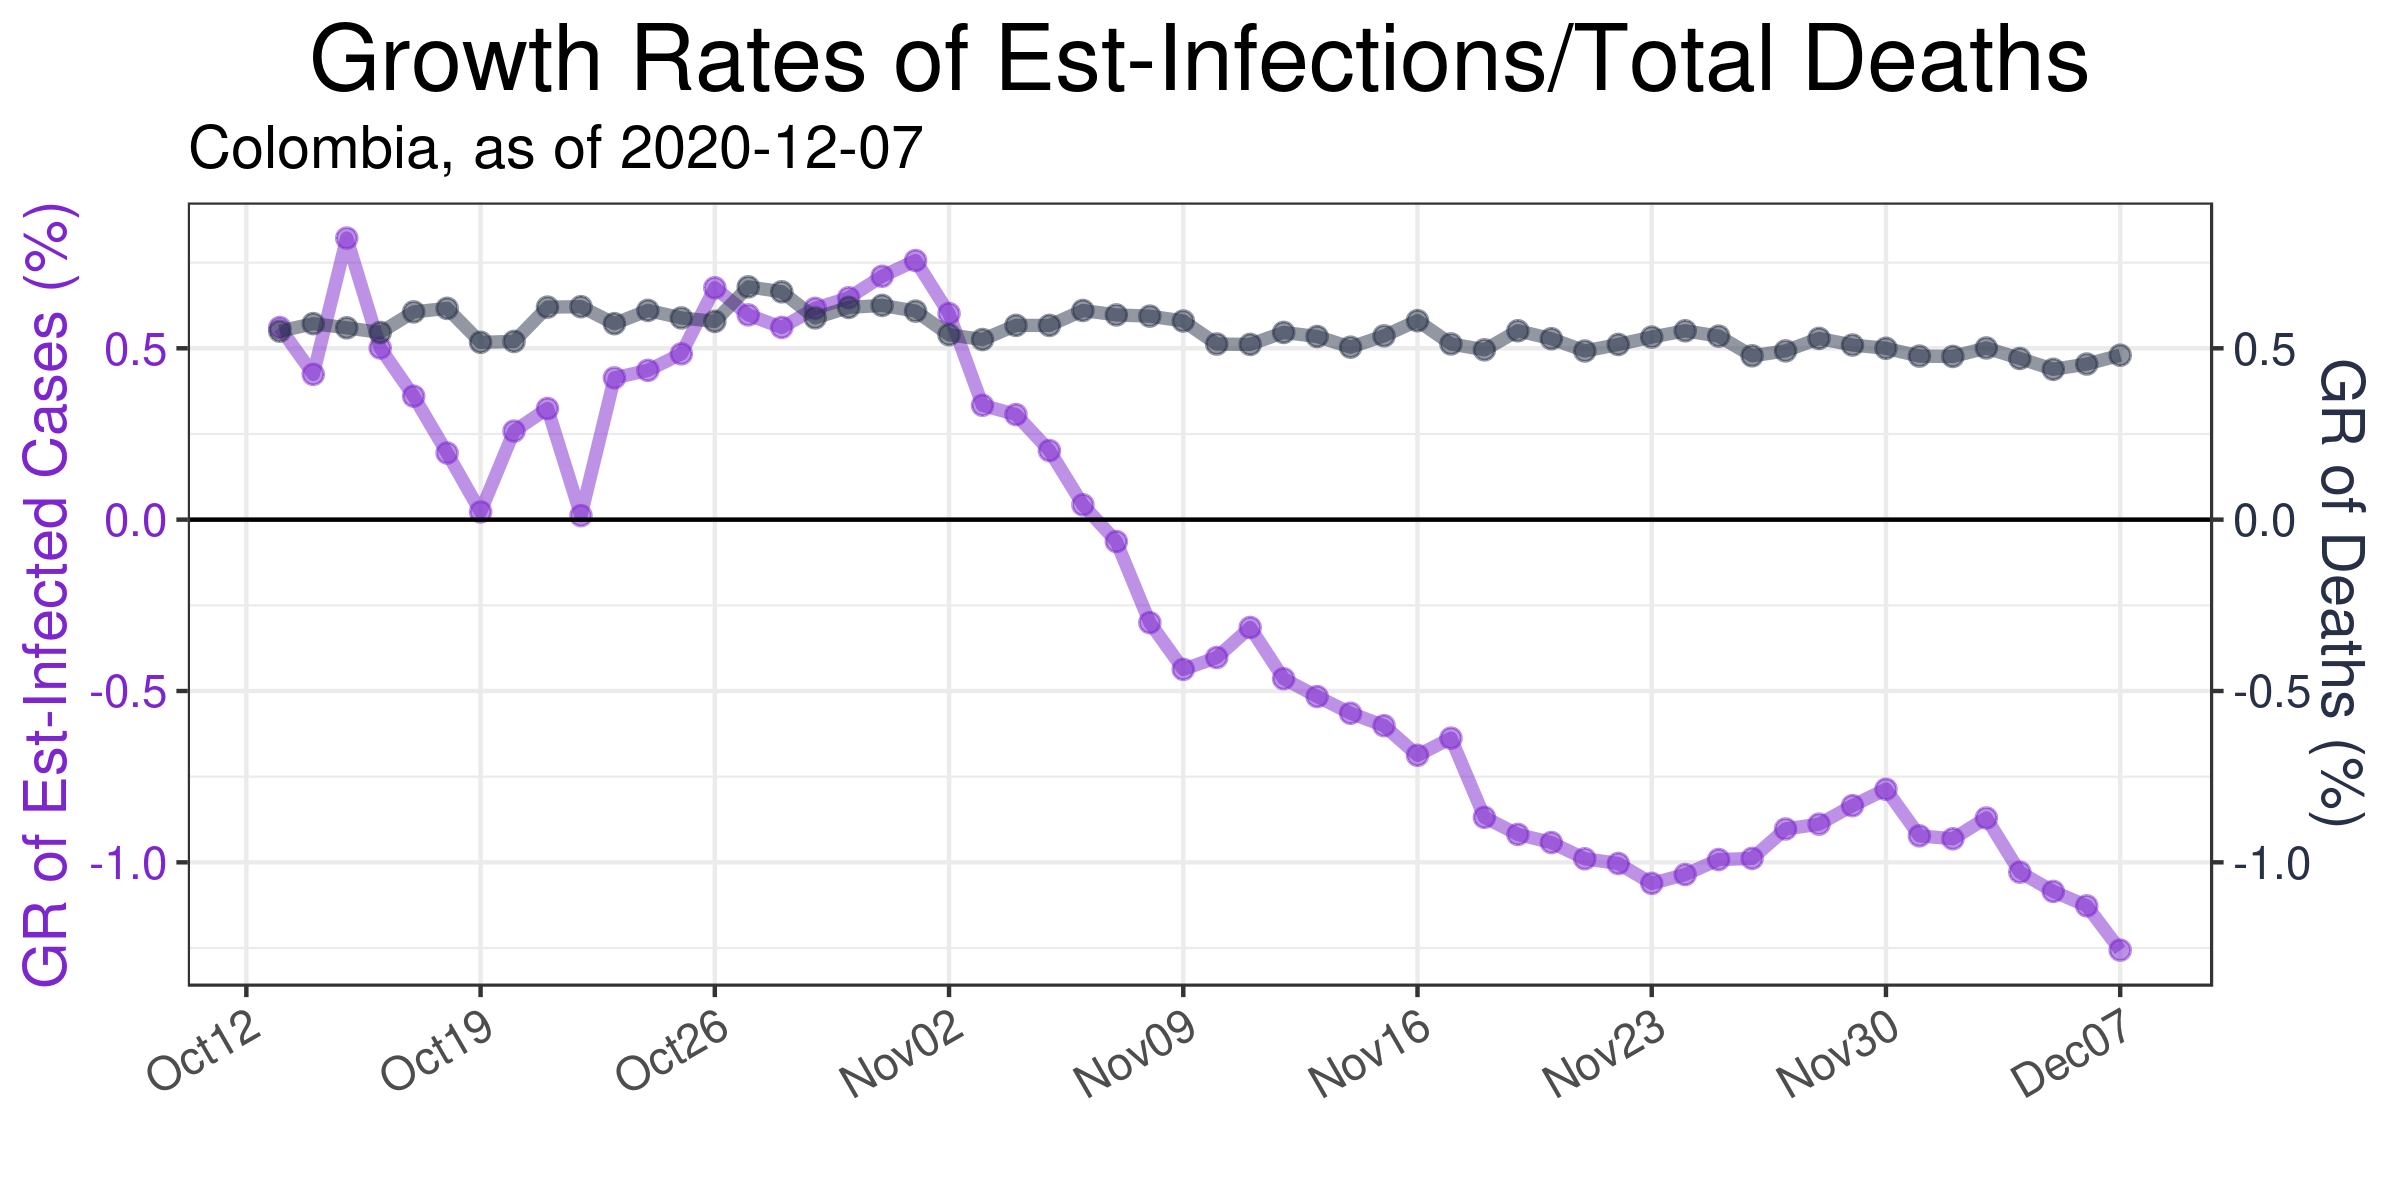 Growth Rates of Est-Infections/Total Deaths
Colombia, as of 2020-12-07
GR of Est-Infected Cases (%)
0.5
0.0
-0.5
-1.0
0.5
0.0
-0.5
-1.0
GR of Deaths (%)
Oct12
Oct19
Oct26
Nov02
Nov09
Nov16
Nov23
Nov30
Dec07